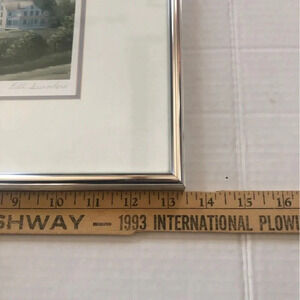 9 10 11 12 13 14 15 16
SHWAY — 1993 INTERNATIONAL PLOWI